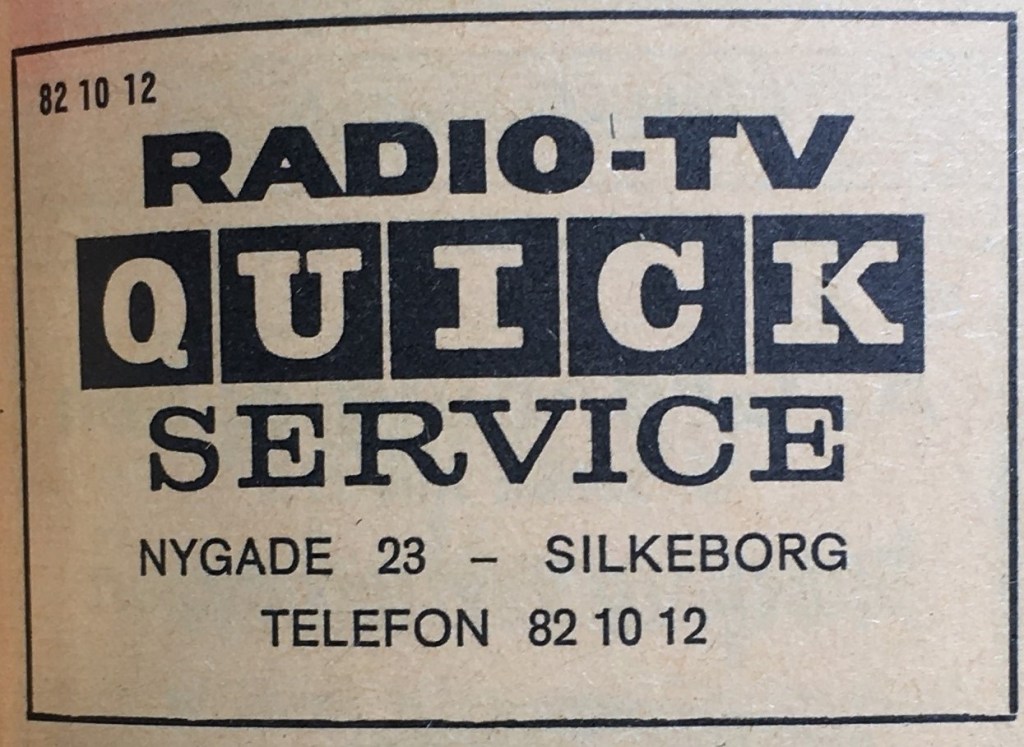 82 10 12
RADIO-TV
QUICK
SERVICE
NYGADE 23 – SILKEBORG
TELEFON 82 10 12